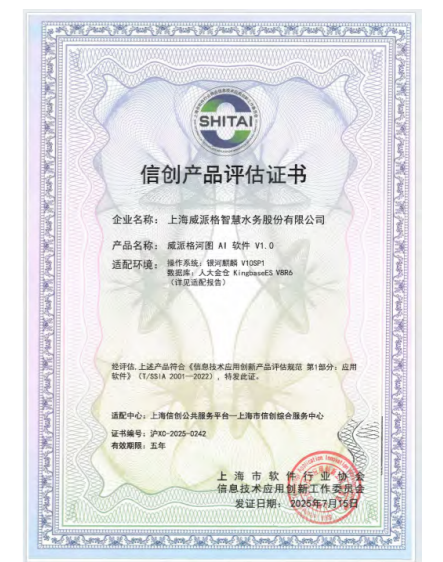 SHITAI
信创产品评估证书
企业名称： 上海威派格智慧水务股份有限公司
产品名称： 威派格河图 AI 软件 V1.0
适配环境： 操作系统：银河麒麟 V10SP1
数据库：人大金仓 KingbaseES V8R6
（详见适配报告）
经评估,上述产品符合《信息技术应用创新产品评估规范 第1部分：应用
软件》（T/SSIA 2001—2022），特发此证。
适配中心：上海信创公共服务平台—上海市信创综合服务中心
证书编号：沪XC-2025-0242
有效期限：五年
上海市软件行业协会
信息技术应用创新工作委员会
发证日期： 2025年7月15日